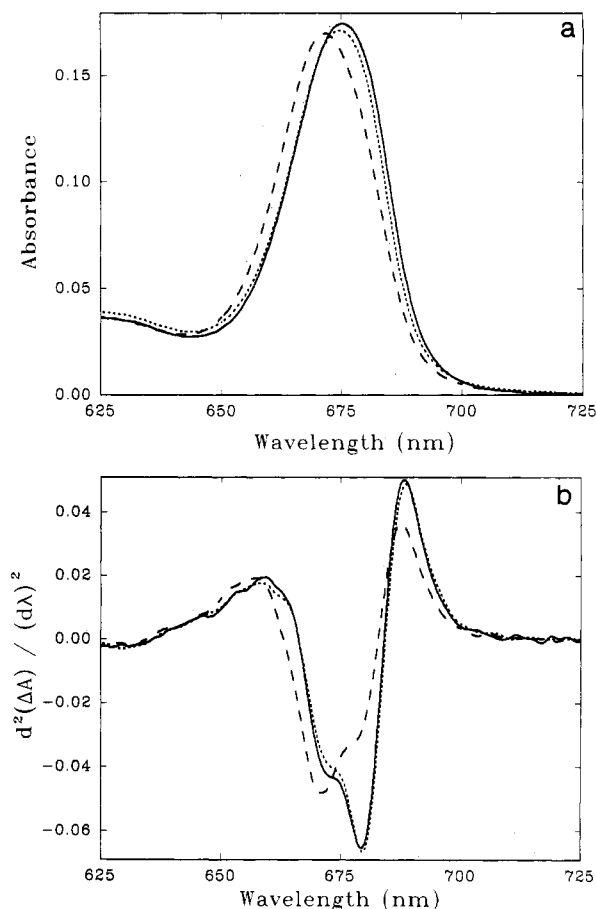 a
0.15
0.10
0.05
0.00
Absorbance
625 650 675 700 725
Wavelength (nm)
b
0.04
0.02
0.00
-0.02
-0.04
-0.06
d²(ΔA) / (dλ)²
625 650 675 700 725
Wavelength (nm)